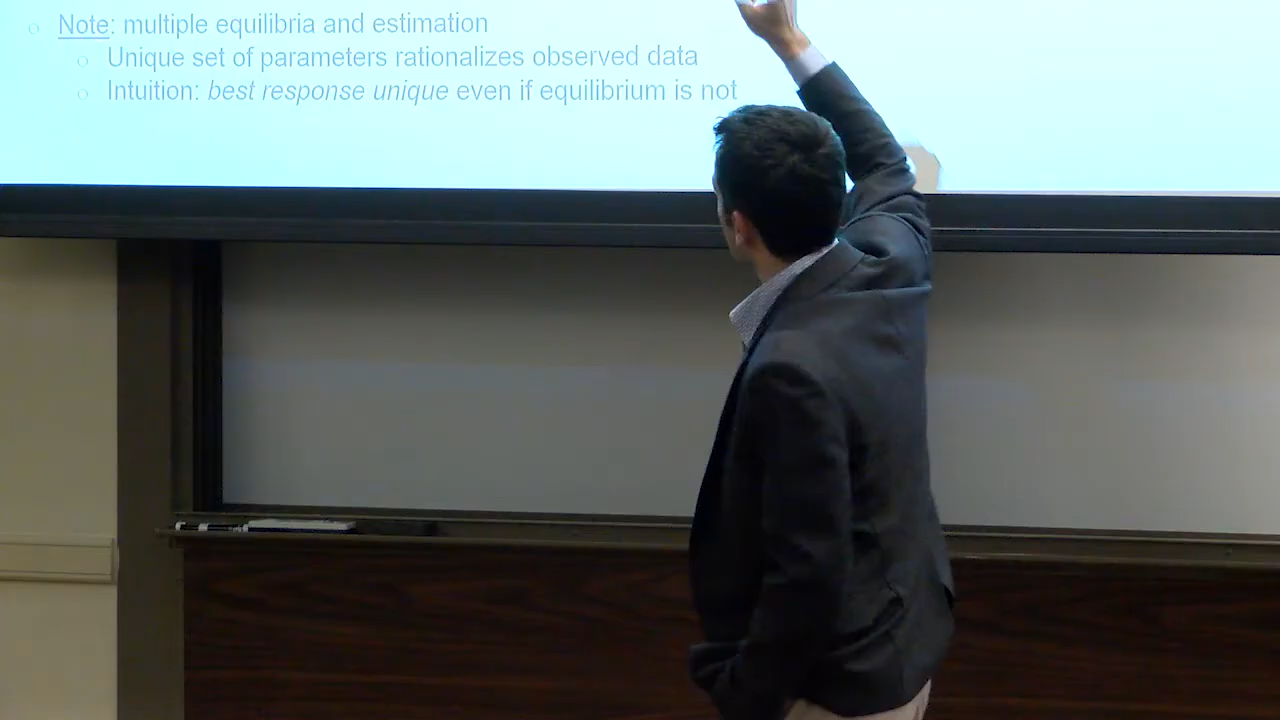 Note: multiple equilibria and estimation
Unique set of parameters rationalizes observed data
Intuition: best response unique even if equilibrium is not